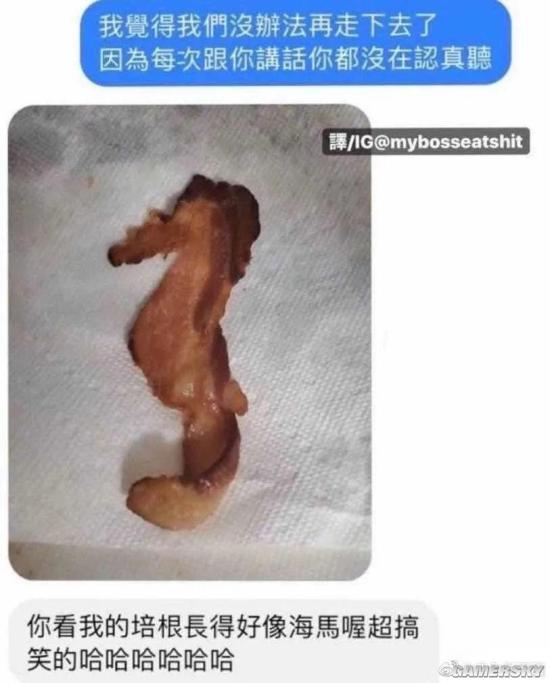 我覺得我們沒辦法再走下去了
因為每次跟你講話你都沒在認真聽
譯/IG@mybosseatshit
你看我的培根長得好像海馬喔超搞
笑的哈哈哈哈哈哈
GAMERSKY